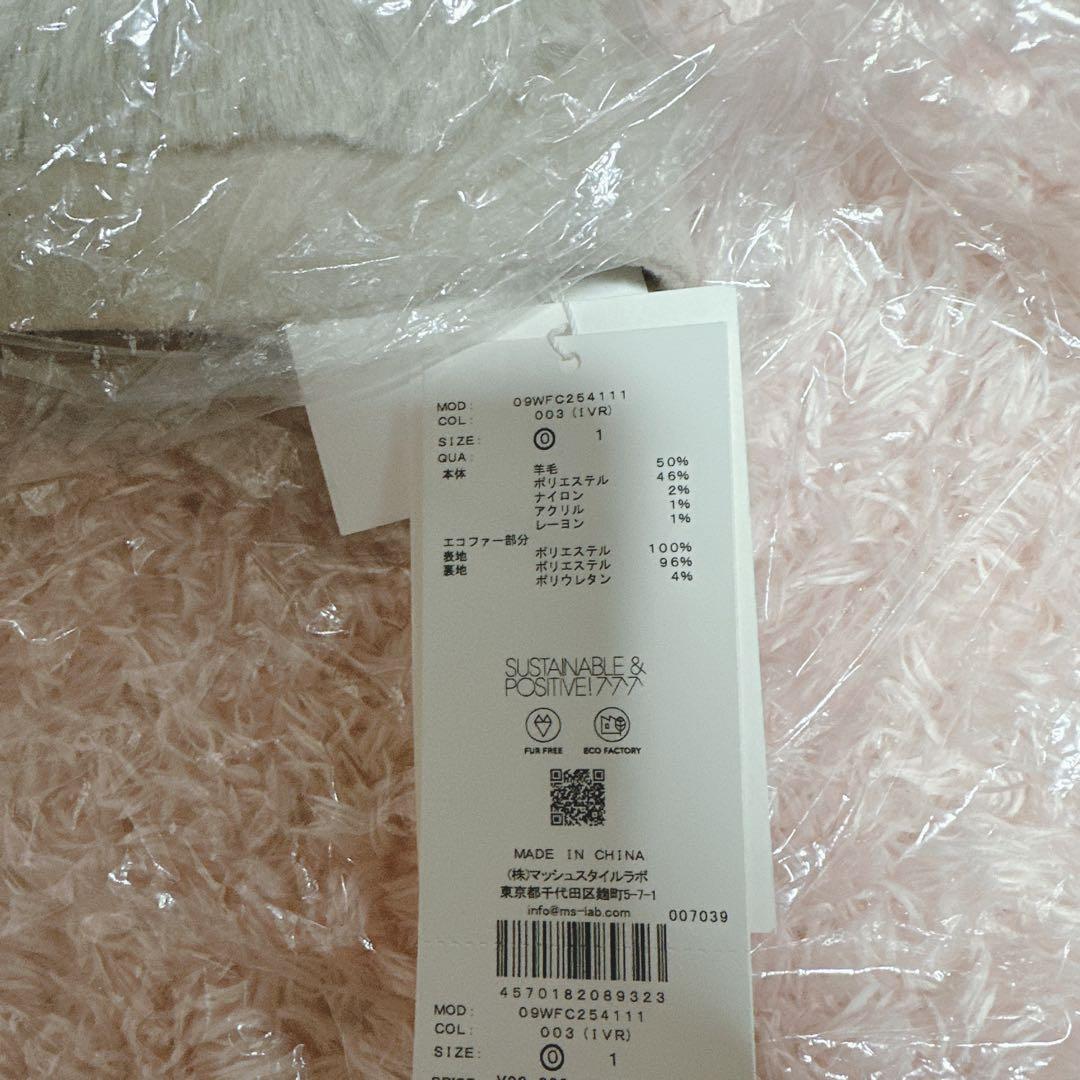 MOD: 09WFC254111
COL: 003 (IVR)
SIZE: 0 1
QUA:
本体 羊毛 50%
ポリエステル 46%
ナイロン 2%
アクリル 1%
レーヨン 1%
エコファー部分
表地 ポリエステル 100%
裏地 ポリエステル 96%
ポリウレタン 4%
SUSTAINABLE &
POSITIVE!
FUR FREE ECO FACTORY
MADE IN CHINA
(株)マッシュスタイルラボ
東京都千代田区麹町5-7-1
info@ms-lab.com
007039
4570182089323
MOD: 09WFC254111
COL: 003 (IVR)
SIZE: 0 1